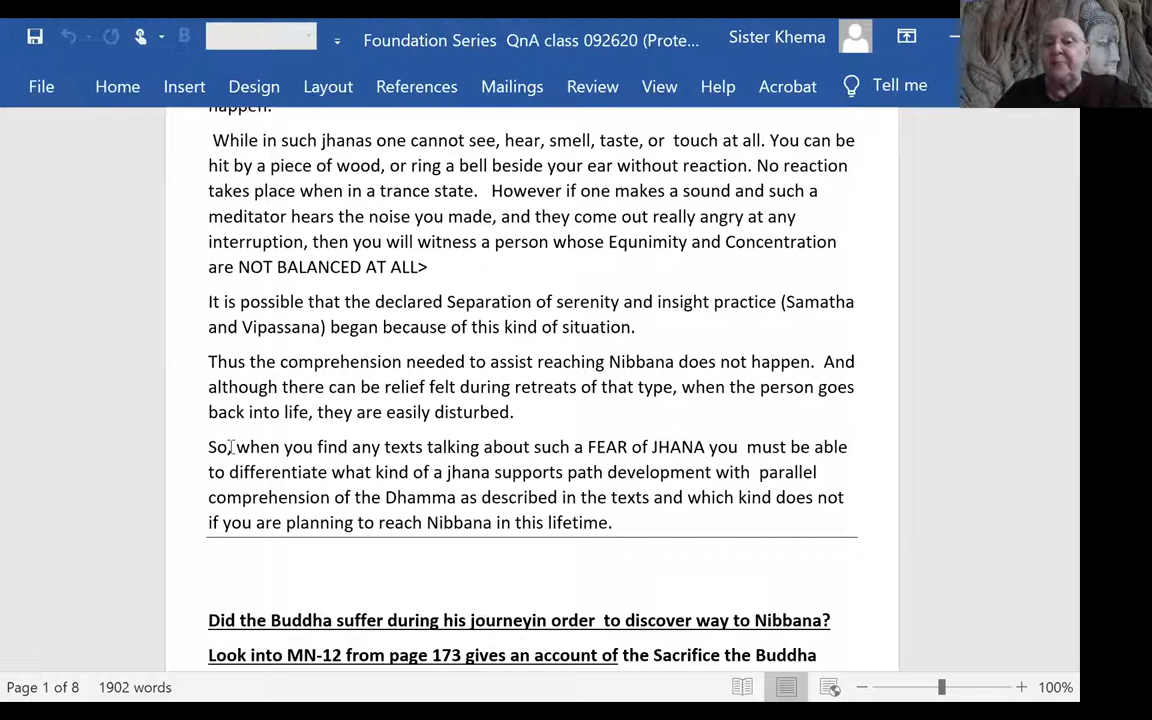 Foundation Series QnA class 092620 (Prote...
Sister Khema
File Home Insert Design Layout References Mailings Review View Help Acrobat Tell me
happen.
While in such jhanas one cannot see, hear, smell, taste, or  touch at all. You can be
hit by a piece of wood, or ring a bell beside your ear without reaction. No reaction
takes place when in a trance state.   However if one makes a sound and such a
meditator hears the noise you made, and they come out really angry at any
interruption, then you will witness a person whose Equnimity and Concentration
are NOT BALANCED AT ALL>
It is possible that the declared Separation of serenity and insight practice (Samatha
and Vipassana) began because of this kind of situation.
Thus the comprehension needed to assist reaching Nibbana does not happen.  And
although there can be relief felt during retreats of that type, when the person goes
back into life, they are easily disturbed.
So, when you find any texts talking about such a FEAR of JHANA you  must be able
to differentiate what kind of a jhana supports path development with  parallel
comprehension of the Dhamma as described in the texts and which kind does not
if you are planning to reach Nibbana in this lifetime.
Did the Buddha suffer during his journeyin order  to discover way to Nibbana?
Look into MN-12 from page 173 gives an account of the Sacrifice the Buddha
Page 1 of 8 1902 words 100%